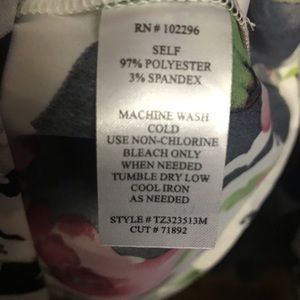 RN # 102296
SELF
97% POLYESTER
3% SPANDEX
MACHINE WASH
COLD
USE NON-CHLORINE
BLEACH ONLY
WHEN NEEDED
TUMBLE DRY LOW
COOL IRON
AS NEEDED
STYLE # TZ323513M
CUT # 71892